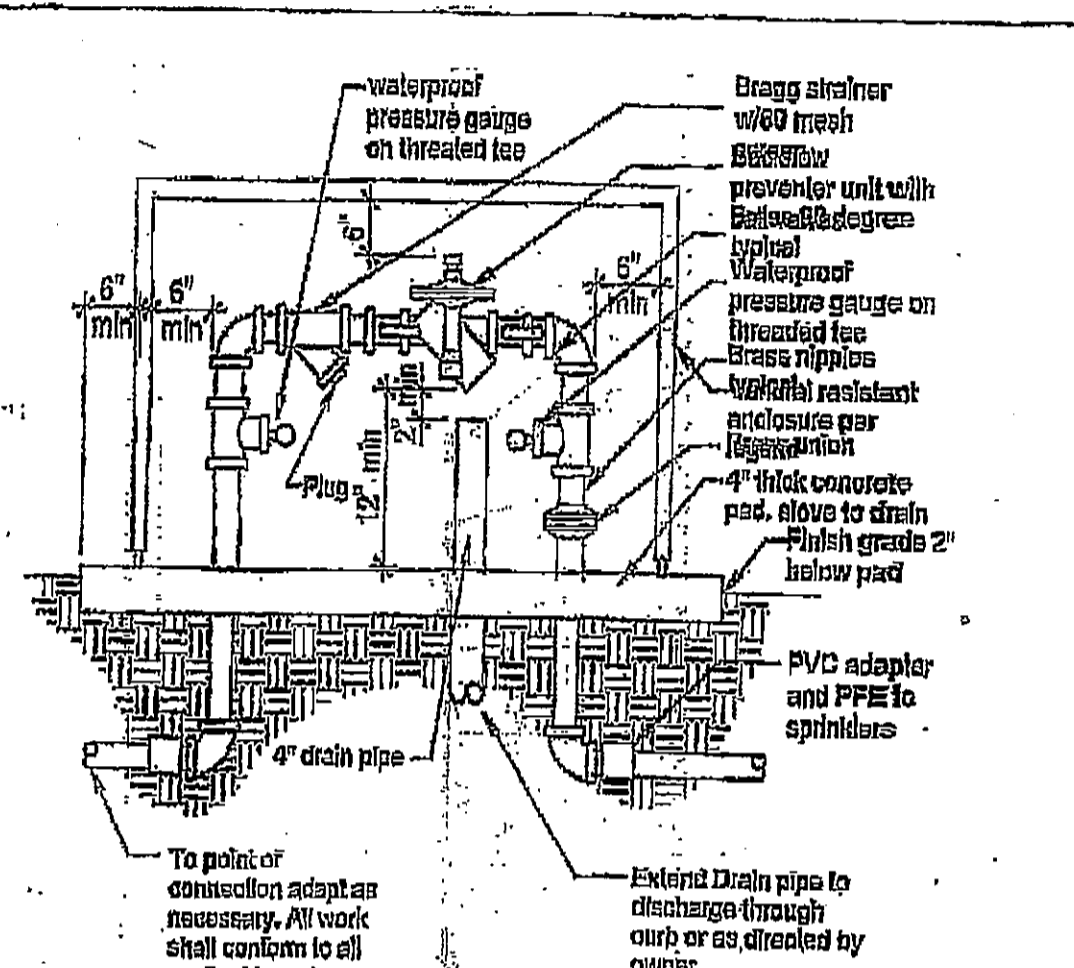 waterproof
pressure gauge
on threated tee
Bragg strainer
w/60 mesh
preventer unit with
degree
typical
Waterproof
pressure gauge on
threaded tee
Brass nipples
resistant
enclosure per
union
4" thick concrete
pad, slove to drain
Finish grade 2"
below pad
6"
min
6"
min
6"
min
min
2"
12" min
Plug
PVC adapter
and PPE to
sprinklers
4" drain pipe
To point of
connection adapt as
necessary. All work
shall conform to all
Extend Drain pipe to
discharge through
curb or as directed by
owner